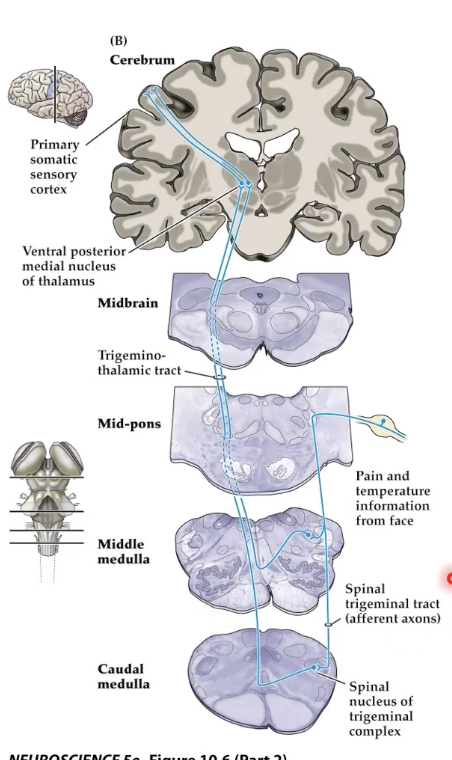 (B)
Cerebrum
Primary
somatic
sensory
cortex
Ventral posterior
medial nucleus
of thalamus
Midbrain
Trigemino-
thalamic tract
Mid-pons
Pain and
temperature
information
from face
Middle
medulla
Spinal
trigeminal tract
(afferent axons)
Caudal
medulla
Spinal
nucleus of
trigeminal
complex
NEUROSCIENCE 5e, Figure 10.6 (Part 2)